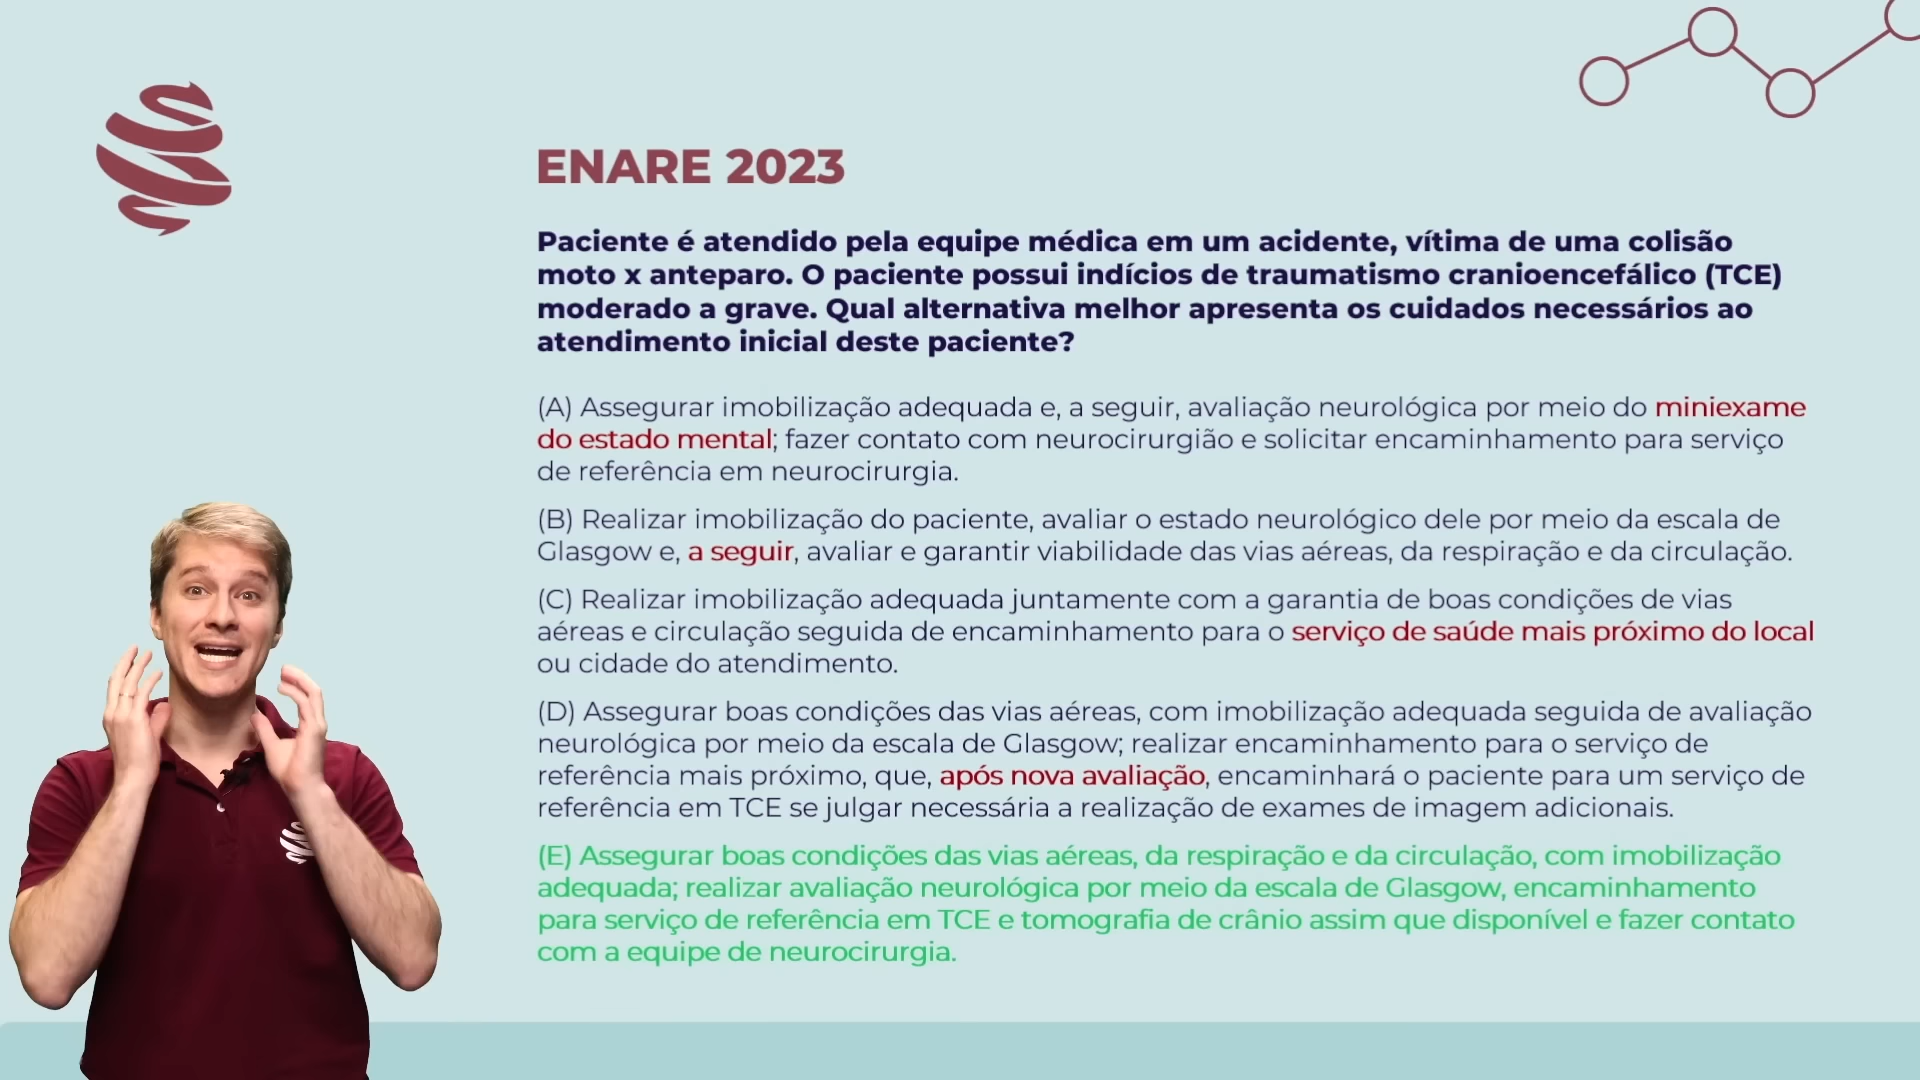 ENARE 2023
Paciente é atendido pela equipe médica em um acidente, vítima de uma colisão
moto x anteparo. O paciente possui indícios de traumatismo cranioencefálico (TCE)
moderado a grave. Qual alternativa melhor apresenta os cuidados necessários ao
atendimento inicial deste paciente?
(A) Assegurar imobilização adequada e, a seguir, avaliação neurológica por meio do miniexame
do estado mental; fazer contato com neurocirurgião e solicitar encaminhamento para serviço
de referência em neurocirurgia.
(B) Realizar imobilização do paciente, avaliar o estado neurológico dele por meio da escala de
Glasgow e, a seguir, avaliar e garantir viabilidade das vias aéreas, da respiração e da circulação.
(C) Realizar imobilização adequada juntamente com a garantia de boas condições de vias
aéreas e circulação seguida de encaminhamento para o serviço de saúde mais próximo do local
ou cidade do atendimento.
(D) Assegurar boas condições das vias aéreas, com imobilização adequada seguida de avaliação
neurológica por meio da escala de Glasgow; realizar encaminhamento para o serviço de
referência mais próximo, que, após nova avaliação, encaminhará o paciente para um serviço de
referência em TCE se julgar necessária a realização de exames de imagem adicionais.
(E) Assegurar boas condições das vias aéreas, da respiração e da circulação, com imobilização
adequada; realizar avaliação neurológica por meio da escala de Glasgow, encaminhamento
para serviço de referência em TCE e tomografia de crânio assim que disponível e fazer contato
com a equipe de neurocirurgia.